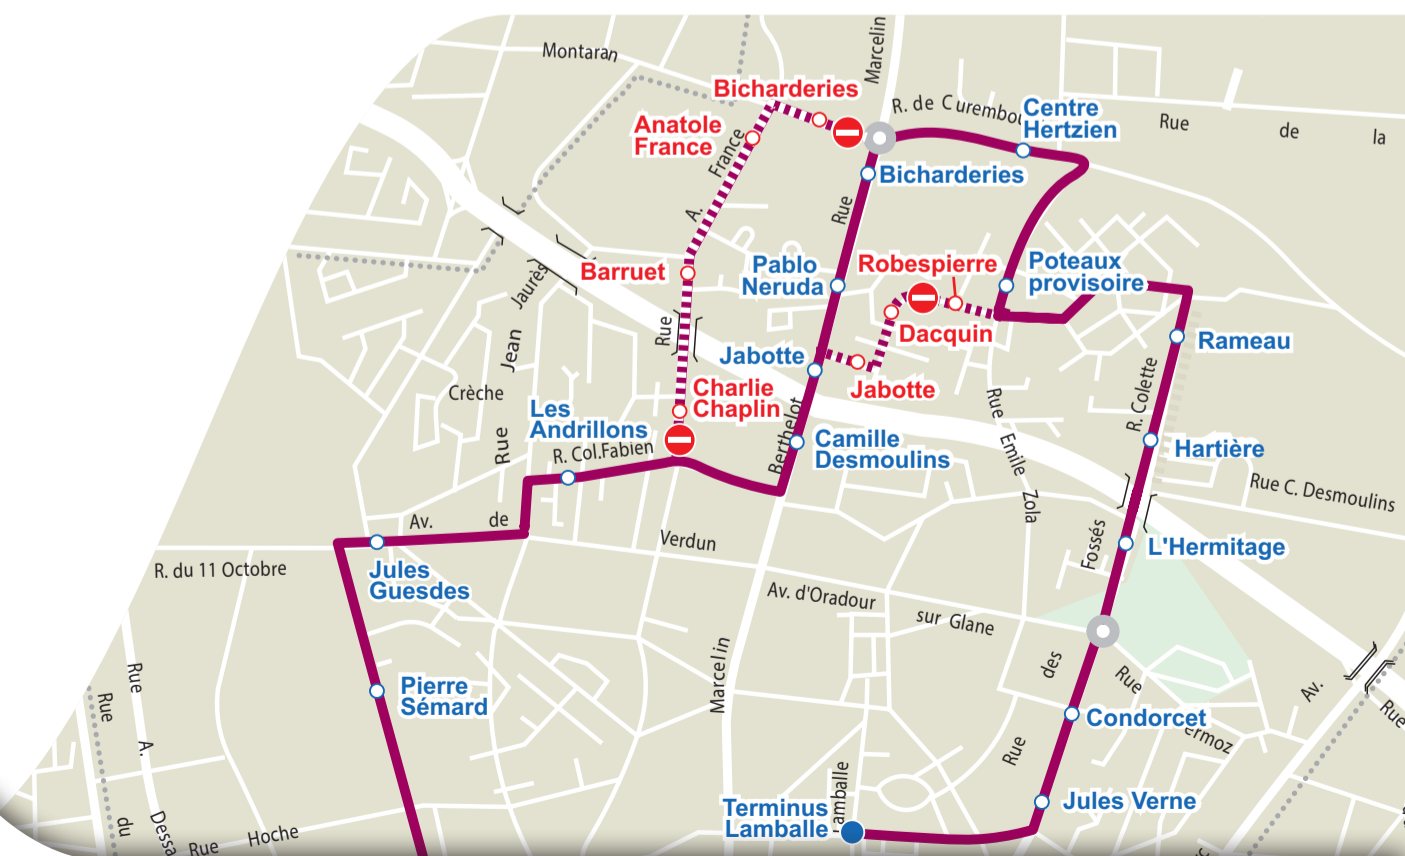 Montaran
Marcelin
Bicharderies
R. de Curembou
Centre
Hertzien
Rue
de
la
Anatole
France
France
A.
Bicharderies
Rue
Barruet
Pablo
Neruda
Robespierre
Poteaux
provisoire
Jaurès
Jean
Rue
Rue
Dacquin
Jabotte
Jabotte
Rameau
Crèche
Charlie
Chaplin
Les
Andrillons
R. Col.Fabien
Berthelot
Camille
Desmoulins
Rue
Emile
Zola
R. Colette
Hartière
Rue C. Desmoulins
Av.
de
Verdun
Fossés
L'Hermitage
R. du 11 Octobre
Jules
Guesdes
Av. d'Oradour
sur Glane
des
Rue
Marcelin
Rue
A.
Dessa
Rue
du
Pierre
Sémard
Rue
Condorcet
ermoz
Av.
Rue
Jules Verne
Terminus
Lamballe
Lamballe
Rue
Hoche